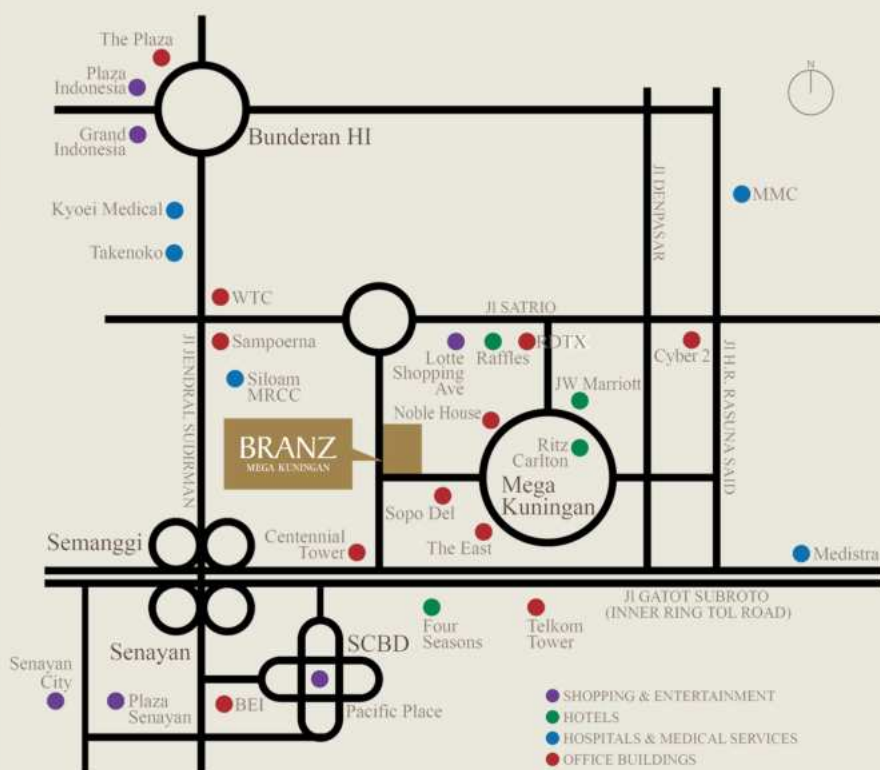 The Plaza
Plaza
Indonesia
Grand
Indonesia
Bunderan HI
N
Kyoei Medical
Takenoko
MMC
Jl DENPASAR
WTC
Jl SATRIO
Sampoerna
Lotte
Shopping
Ave
Raffles
RDTX
Cyber 2
Siloam
MRCC
JW Marriott
Noble House
Jl JENDRAL SUDIRMAN
Jl H.R. RASUNA SAID
BRANZ
MEGA KUNINGAN
Ritz
Carlton
Mega
Kuningan
Sopo Del
The East
Semanggi
Centennial
Tower
Medistra
Jl GATOT SUBROTO
(INNER RING TOL ROAD)
Four
Seasons
Telkom
Tower
Senayan
SCBD
Senayan
City
Plaza
Senayan
BEI
Pacific Place
SHOPPING & ENTERTAINMENT
HOTELS
HOSPITALS & MEDICAL SERVICES
OFFICE BUILDINGS